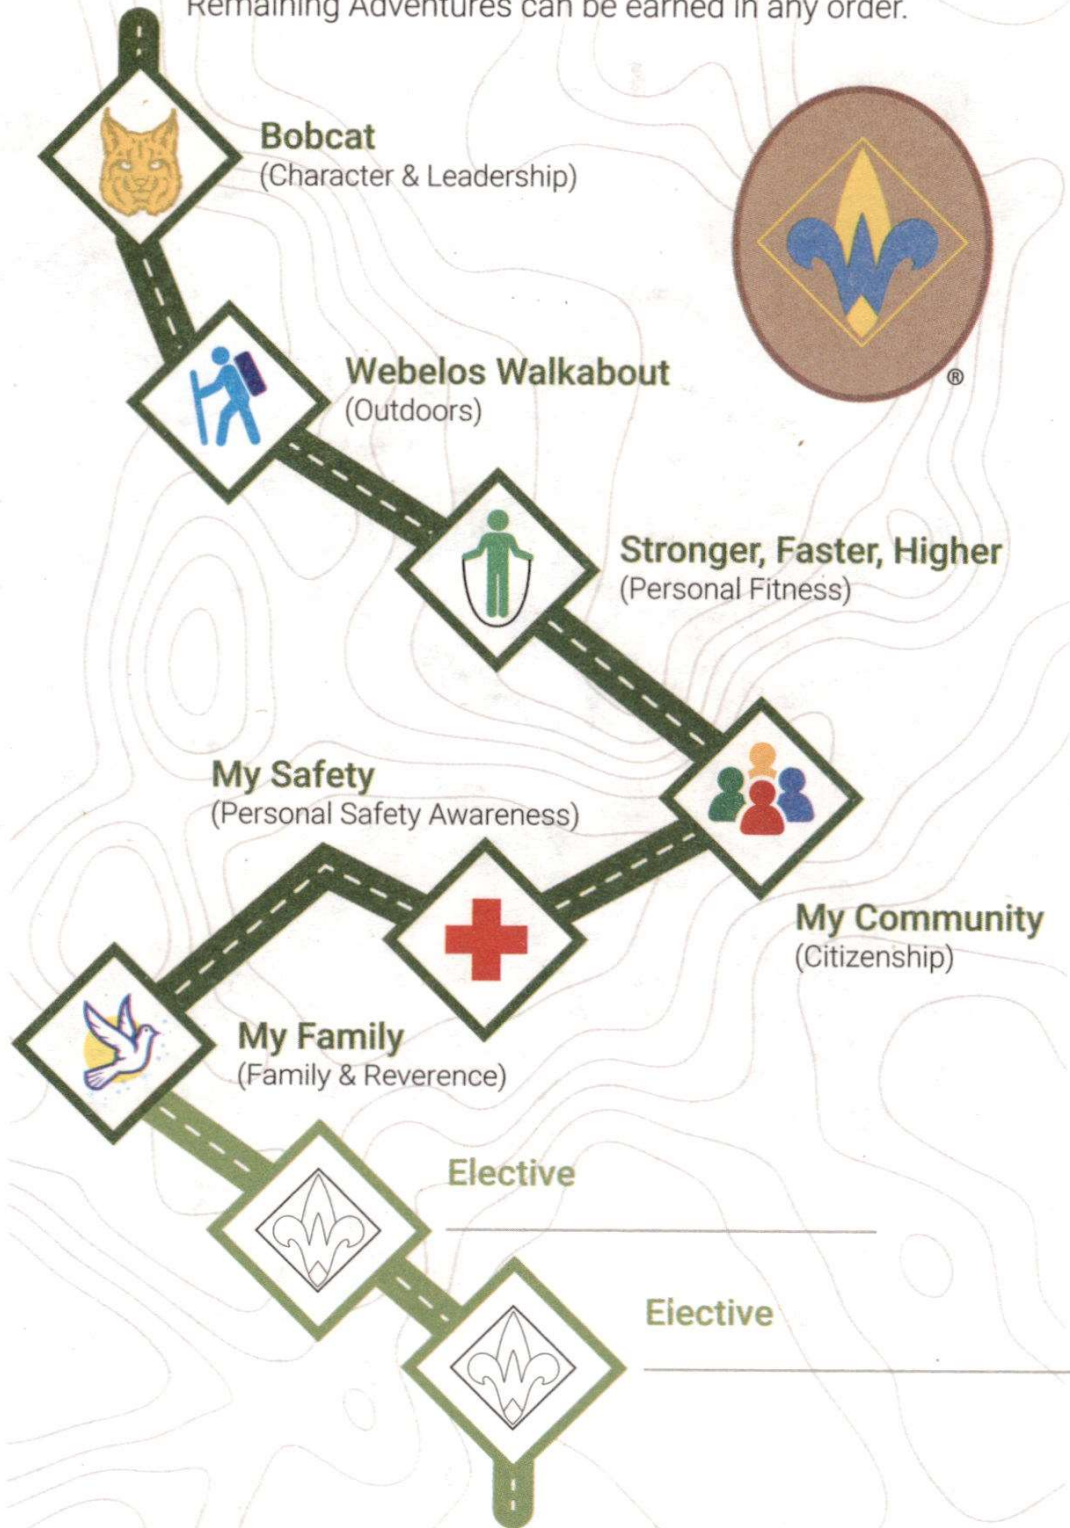 Remaining Adventures can be earned in any order.
Bobcat
(Character & Leadership)
W
®
Webelos Walkabout
(Outdoors)
Stronger, Faster, Higher
(Personal Fitness)
My Safety
(Personal Safety Awareness)
My Community
(Citizenship)
My Family
(Family & Reverence)
Elective
Elective